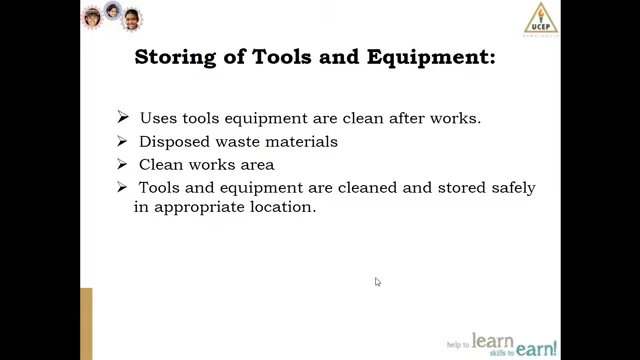 UCEP
BANGLADESH
Storing of Tools and Equipment:
➢ Uses tools equipment are clean after works.
➢ Disposed waste materials
➢ Clean works area
➢ Tools and equipment are cleaned and stored safely
in appropriate location.
help to learn
skills to earn!